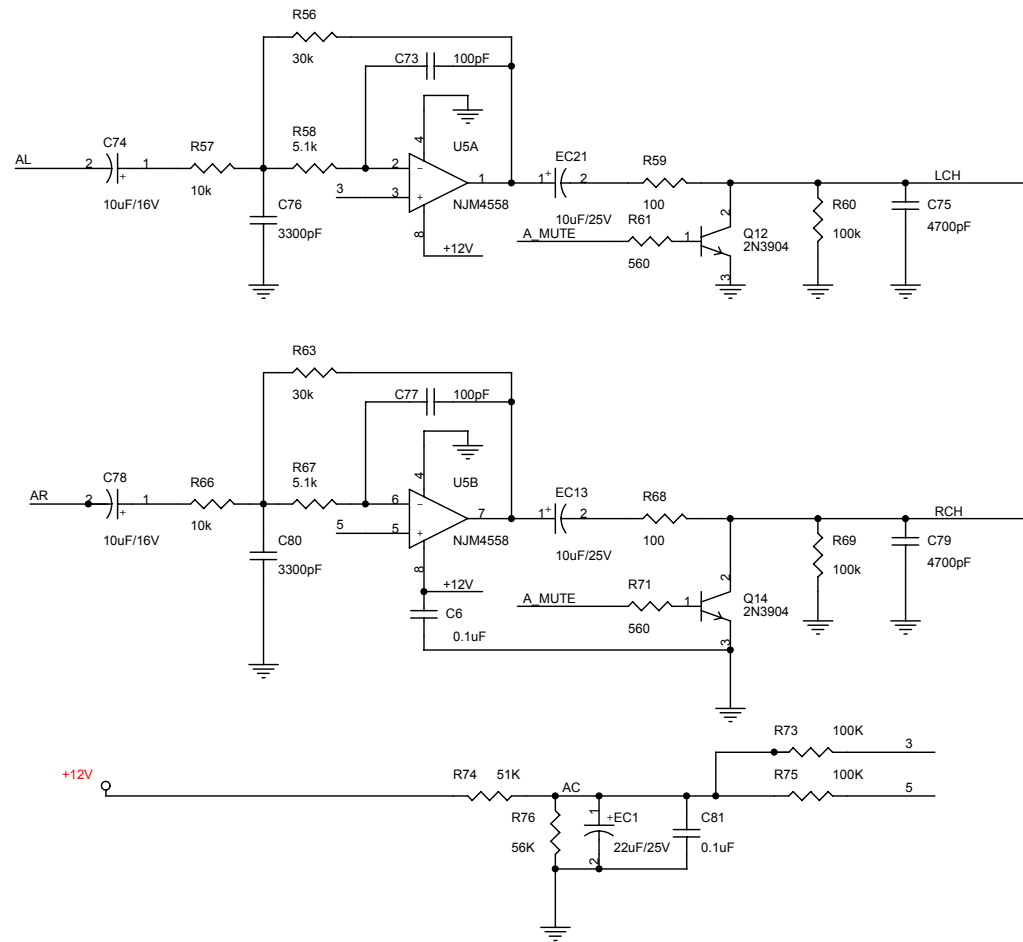 R56
30k
C73 100pF
4
U5A
C74
R57
R58
5.1k
AL
2
1
+
10k
10uF/16V
2
3
3
-
+
1
NJM4558
8
+12V
C76
3300pF
EC21
1
+
2
10uF/25V
R59
100
R61
560
A_MUTE
1
2
3
Q12
2N3904
R60
100k
LCH
C75
4700pF
R63
30k
C77 100pF
4
U5B
C78
R66
R67
5.1k
AR
2
1
+
10k
10uF/16V
6
5
5
-
+
7
NJM4558
8
+12V
C6
0.1uF
C80
3300pF
EC13
1
+
2
10uF/25V
R68
100
A_MUTE
R71
560
1
2
3
Q14
2N3904
R69
100k
RCH
C79
4700pF
R73 100K
3
+12V
R74 51K
AC
R75 100K
5
R76
56K
1
+EC1
22uF/25V
2
C81
0.1uF